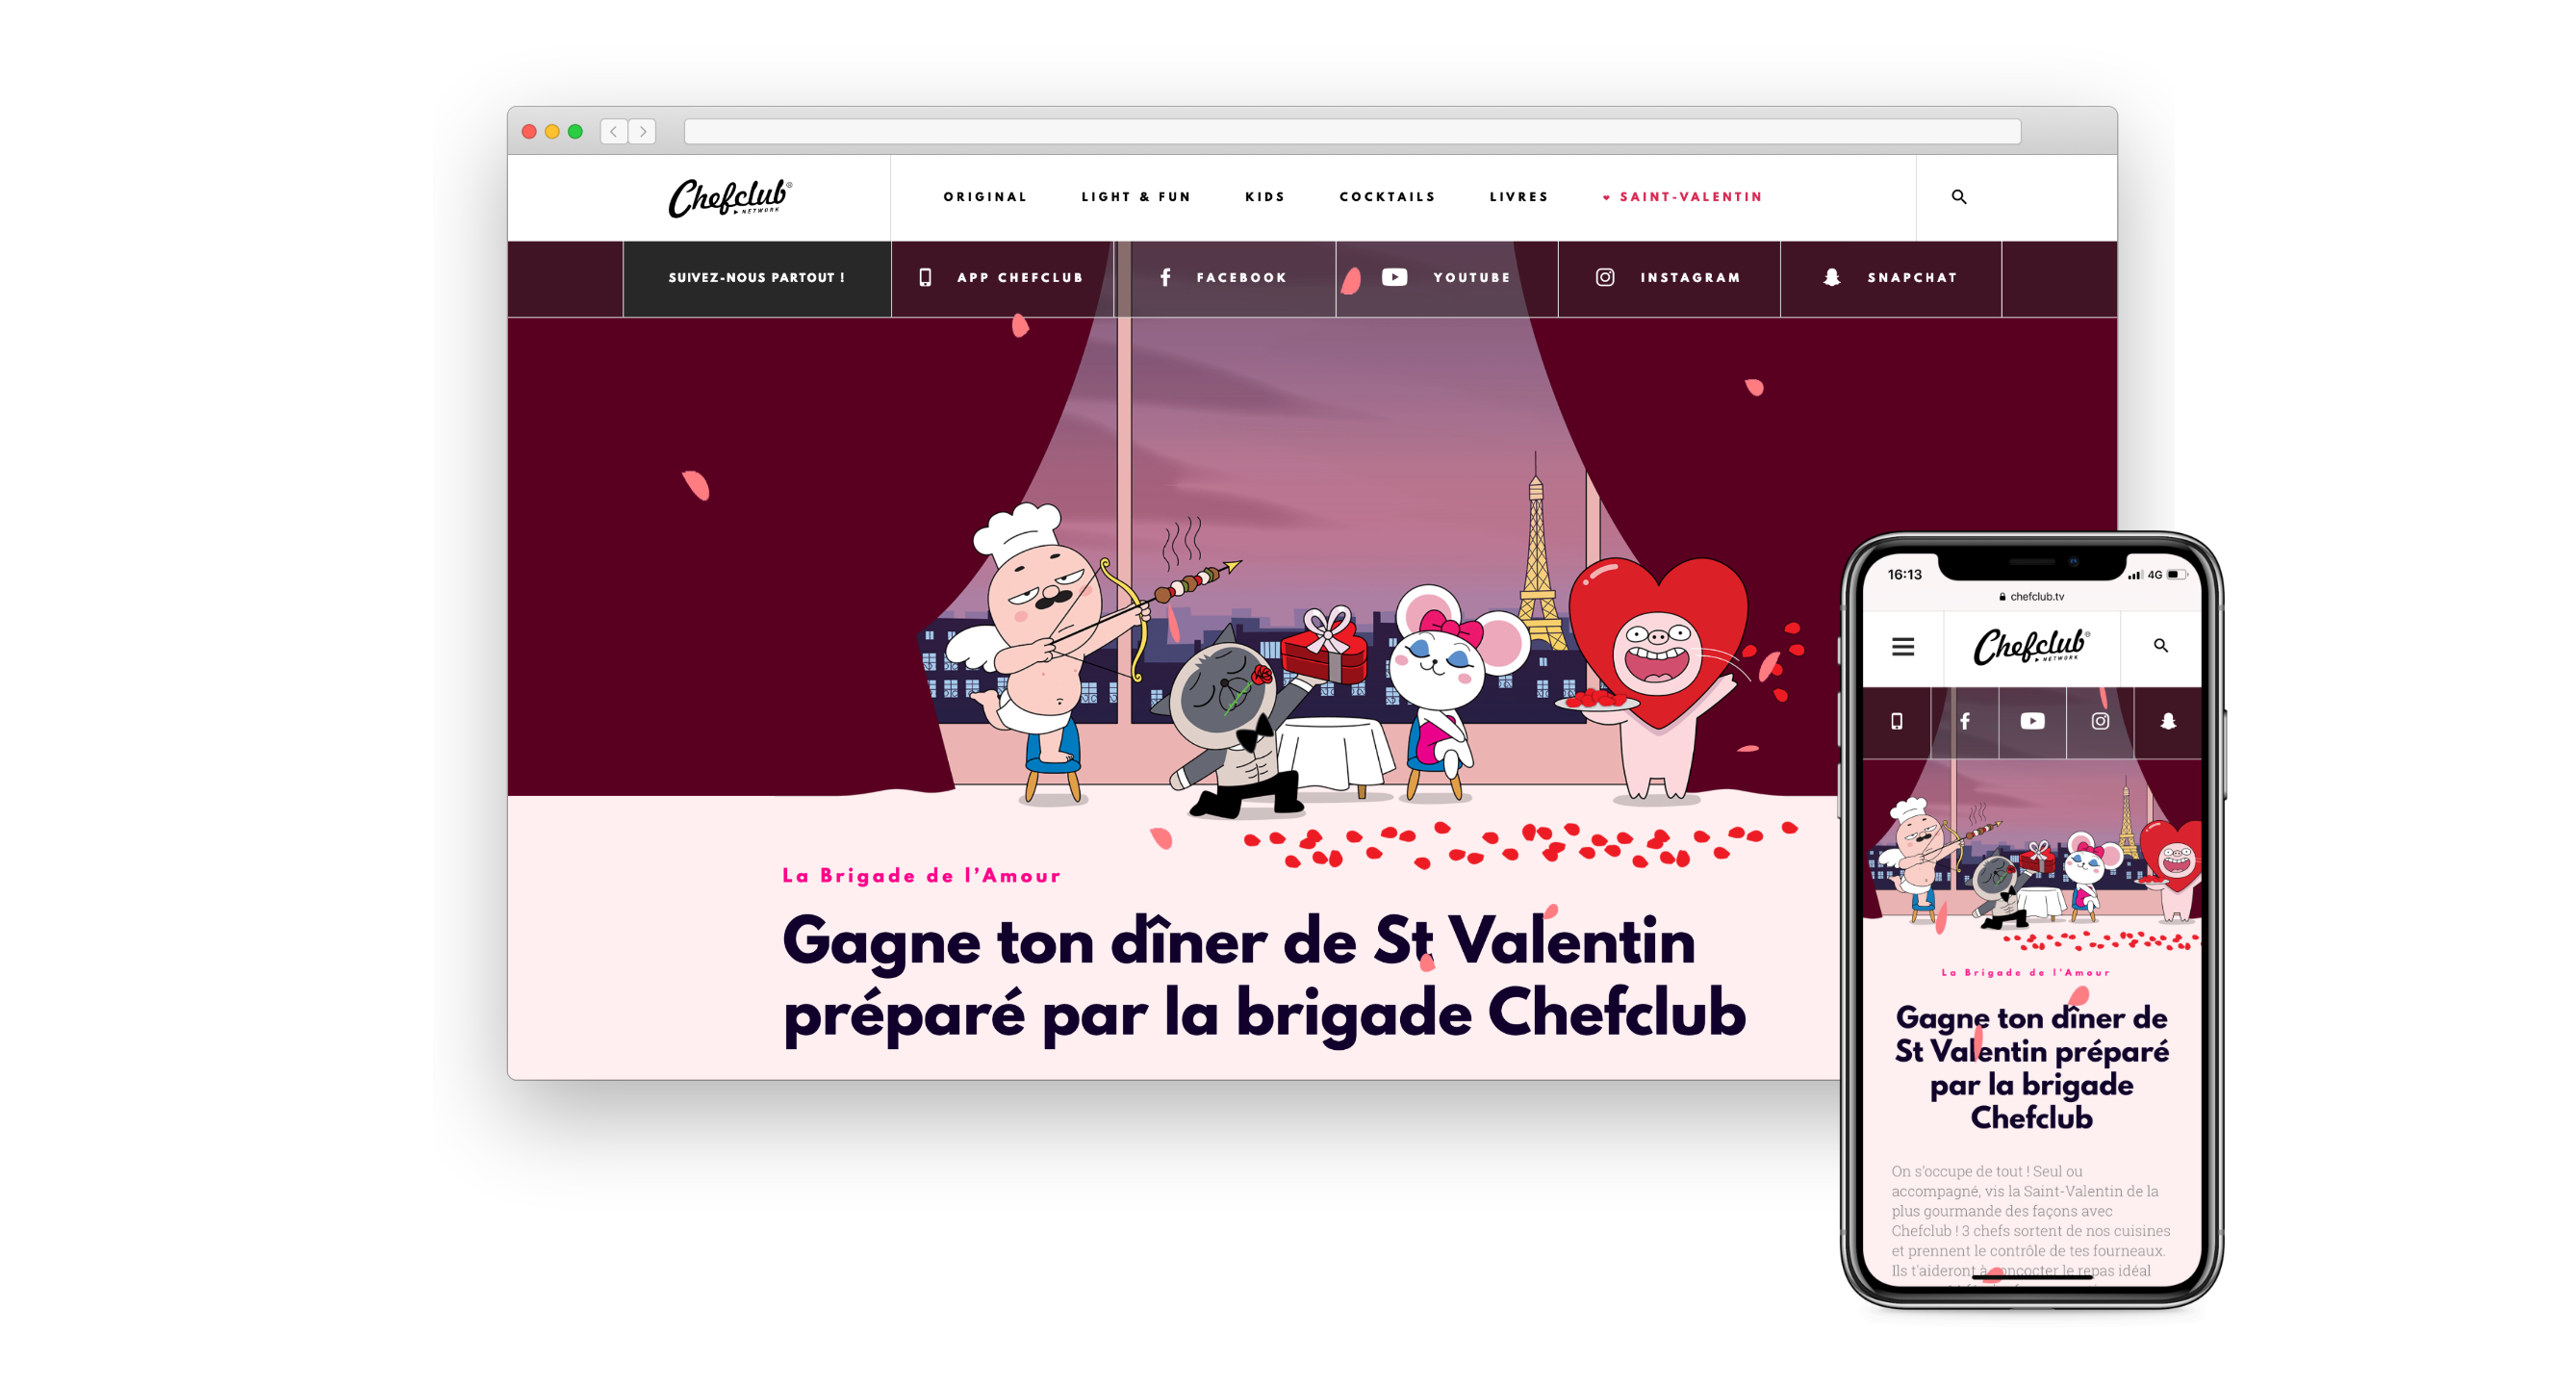 Chefclub®
NETWORK
ORIGINAL
LIGHT & FUN
KIDS
COCKTAILS
LIVRES
SAINT-VALENTIN
SUIVEZ-NOUS PARTOUT !
APP CHEFCLUB
FACEBOOK
YOUTUBE
INSTAGRAM
SNAPCHAT
La Brigade de l’Amour
Gagne ton dîner de St Valentin
préparé par la brigade Chefclub
16:13
4G
chefclub.tv
Chefclub®
NETWORK
La Brigade de l’Amour
Gagne ton dîner de
St Valentin préparé
par la brigade
Chefclub
On s'occupe de tout ! Seul ou
accompagné, vis la Saint-Valentin de la
plus gourmande des façons avec
Chefclub ! 3 chefs sortent de nos cuisines
et prennent le contrôle de tes fourneaux.
Ils t'aideront à concocter le repas idéal